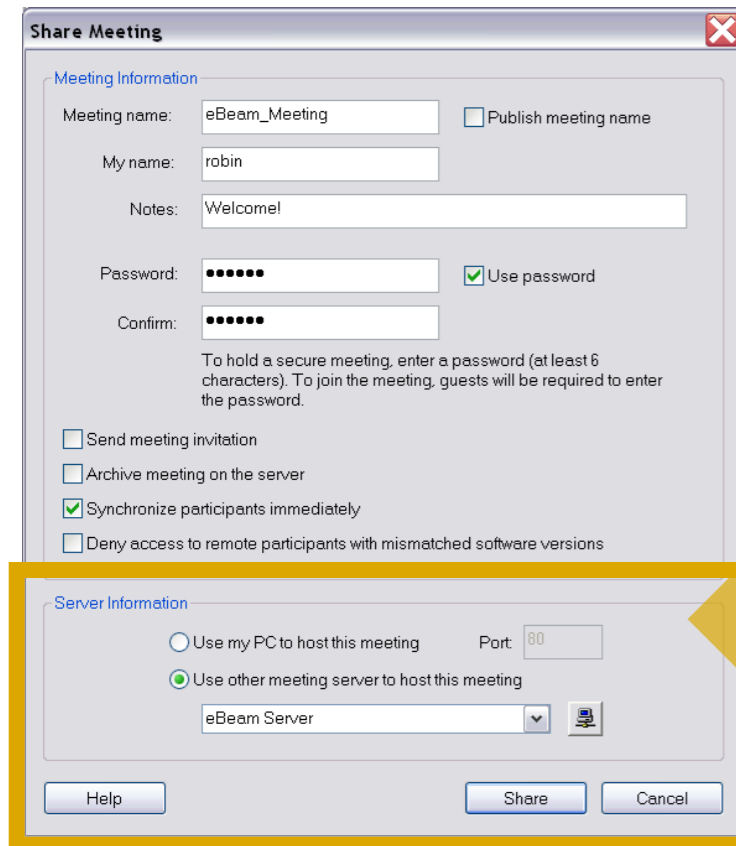 Share Meeting
Meeting Information
Meeting name: eBeam_Meeting Publish meeting name
My name: robin
Notes: Welcome!
Password: ●●●●●● Use password
Confirm: ●●●●●●
To hold a secure meeting, enter a password (at least 6
characters). To join the meeting, guests will be required to enter
the password.
Send meeting invitation
Archive meeting on the server
Synchronize participants immediately
Deny access to remote participants with mismatched software versions
Server Information
Use my PC to host this meeting Port: 80
Use other meeting server to host this meeting
eBeam Server
Help Share Cancel